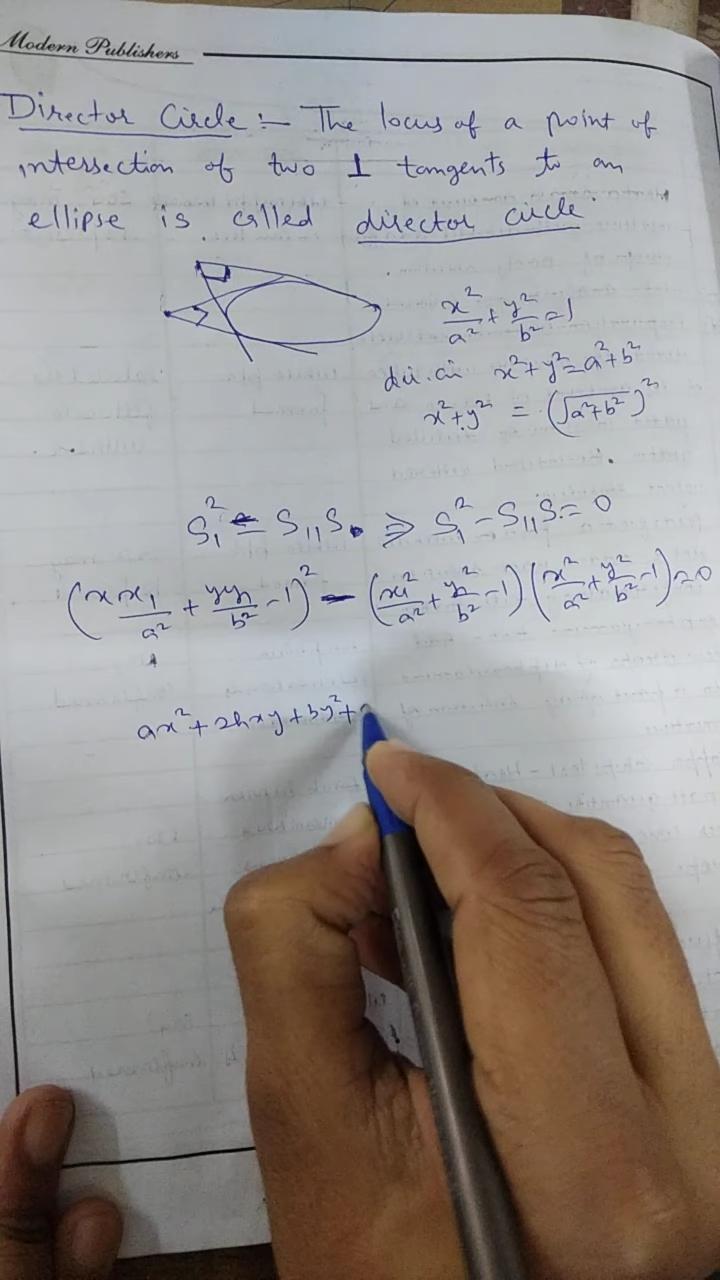 Modern Publishers
Director Circle :- The locus of a point of
intersection of two ⊥ tangents to an
ellipse is called director circle.
x²/a² + y²/b² = 1
dir. cir x² + y² = a² + b²
x² + y² = (√a²+b²)²
S₁² = S₁₁S. ⇒ S₁² - S₁₁S = 0
(xx₁/a² + yy₁/b² - 1)² - (x₁²/a² + y₁²/b² - 1)(x²/a² + y²/b² - 1) = 0
ax² + 2hxy + by² +